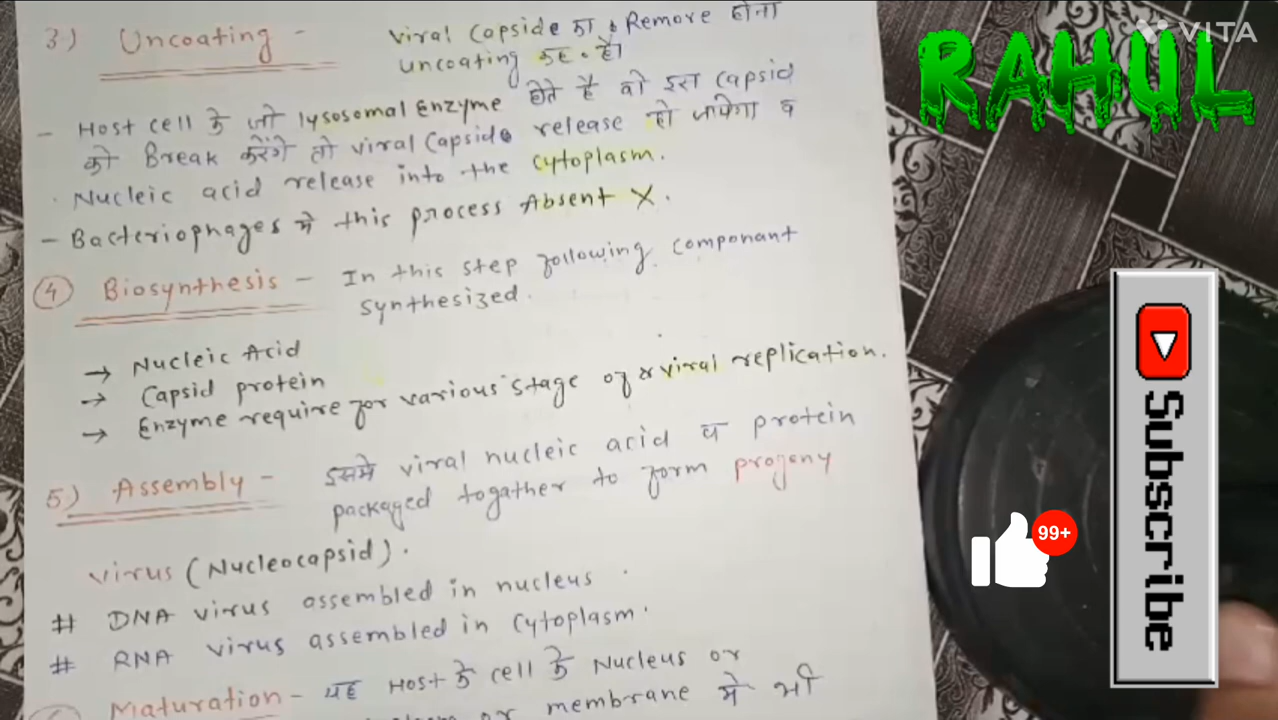 3.) Uncoating - viral Capside का Remore होना
uncoating कह. है।
- Host cell के जो lysosomal Enzyme होते है वो इस Capsid
को Break करेंगे तो viral Capside release हो जायेगा व
. Nucleic acid release into the cytoplasm.
- Bacteriophages मे this process Absent X.
④ Biosynthesis - In this step following componant
synthesized.
→ Nucleic Acid
→ Capsid protein
→ Enzyme require for various stage of viral replication.
5.) Assembly - इसमे viral nucleic acid व protein
packaged togather to form progeny
virus (Nucleocapsid).
# DNA virus assembled in nucleus.
# RNA virus assembled in Cytoplasm.
Maturation - यह Host के cell के Nucleus or
or membrane मे भी
RAHUL
VITA
Subscribe
99+